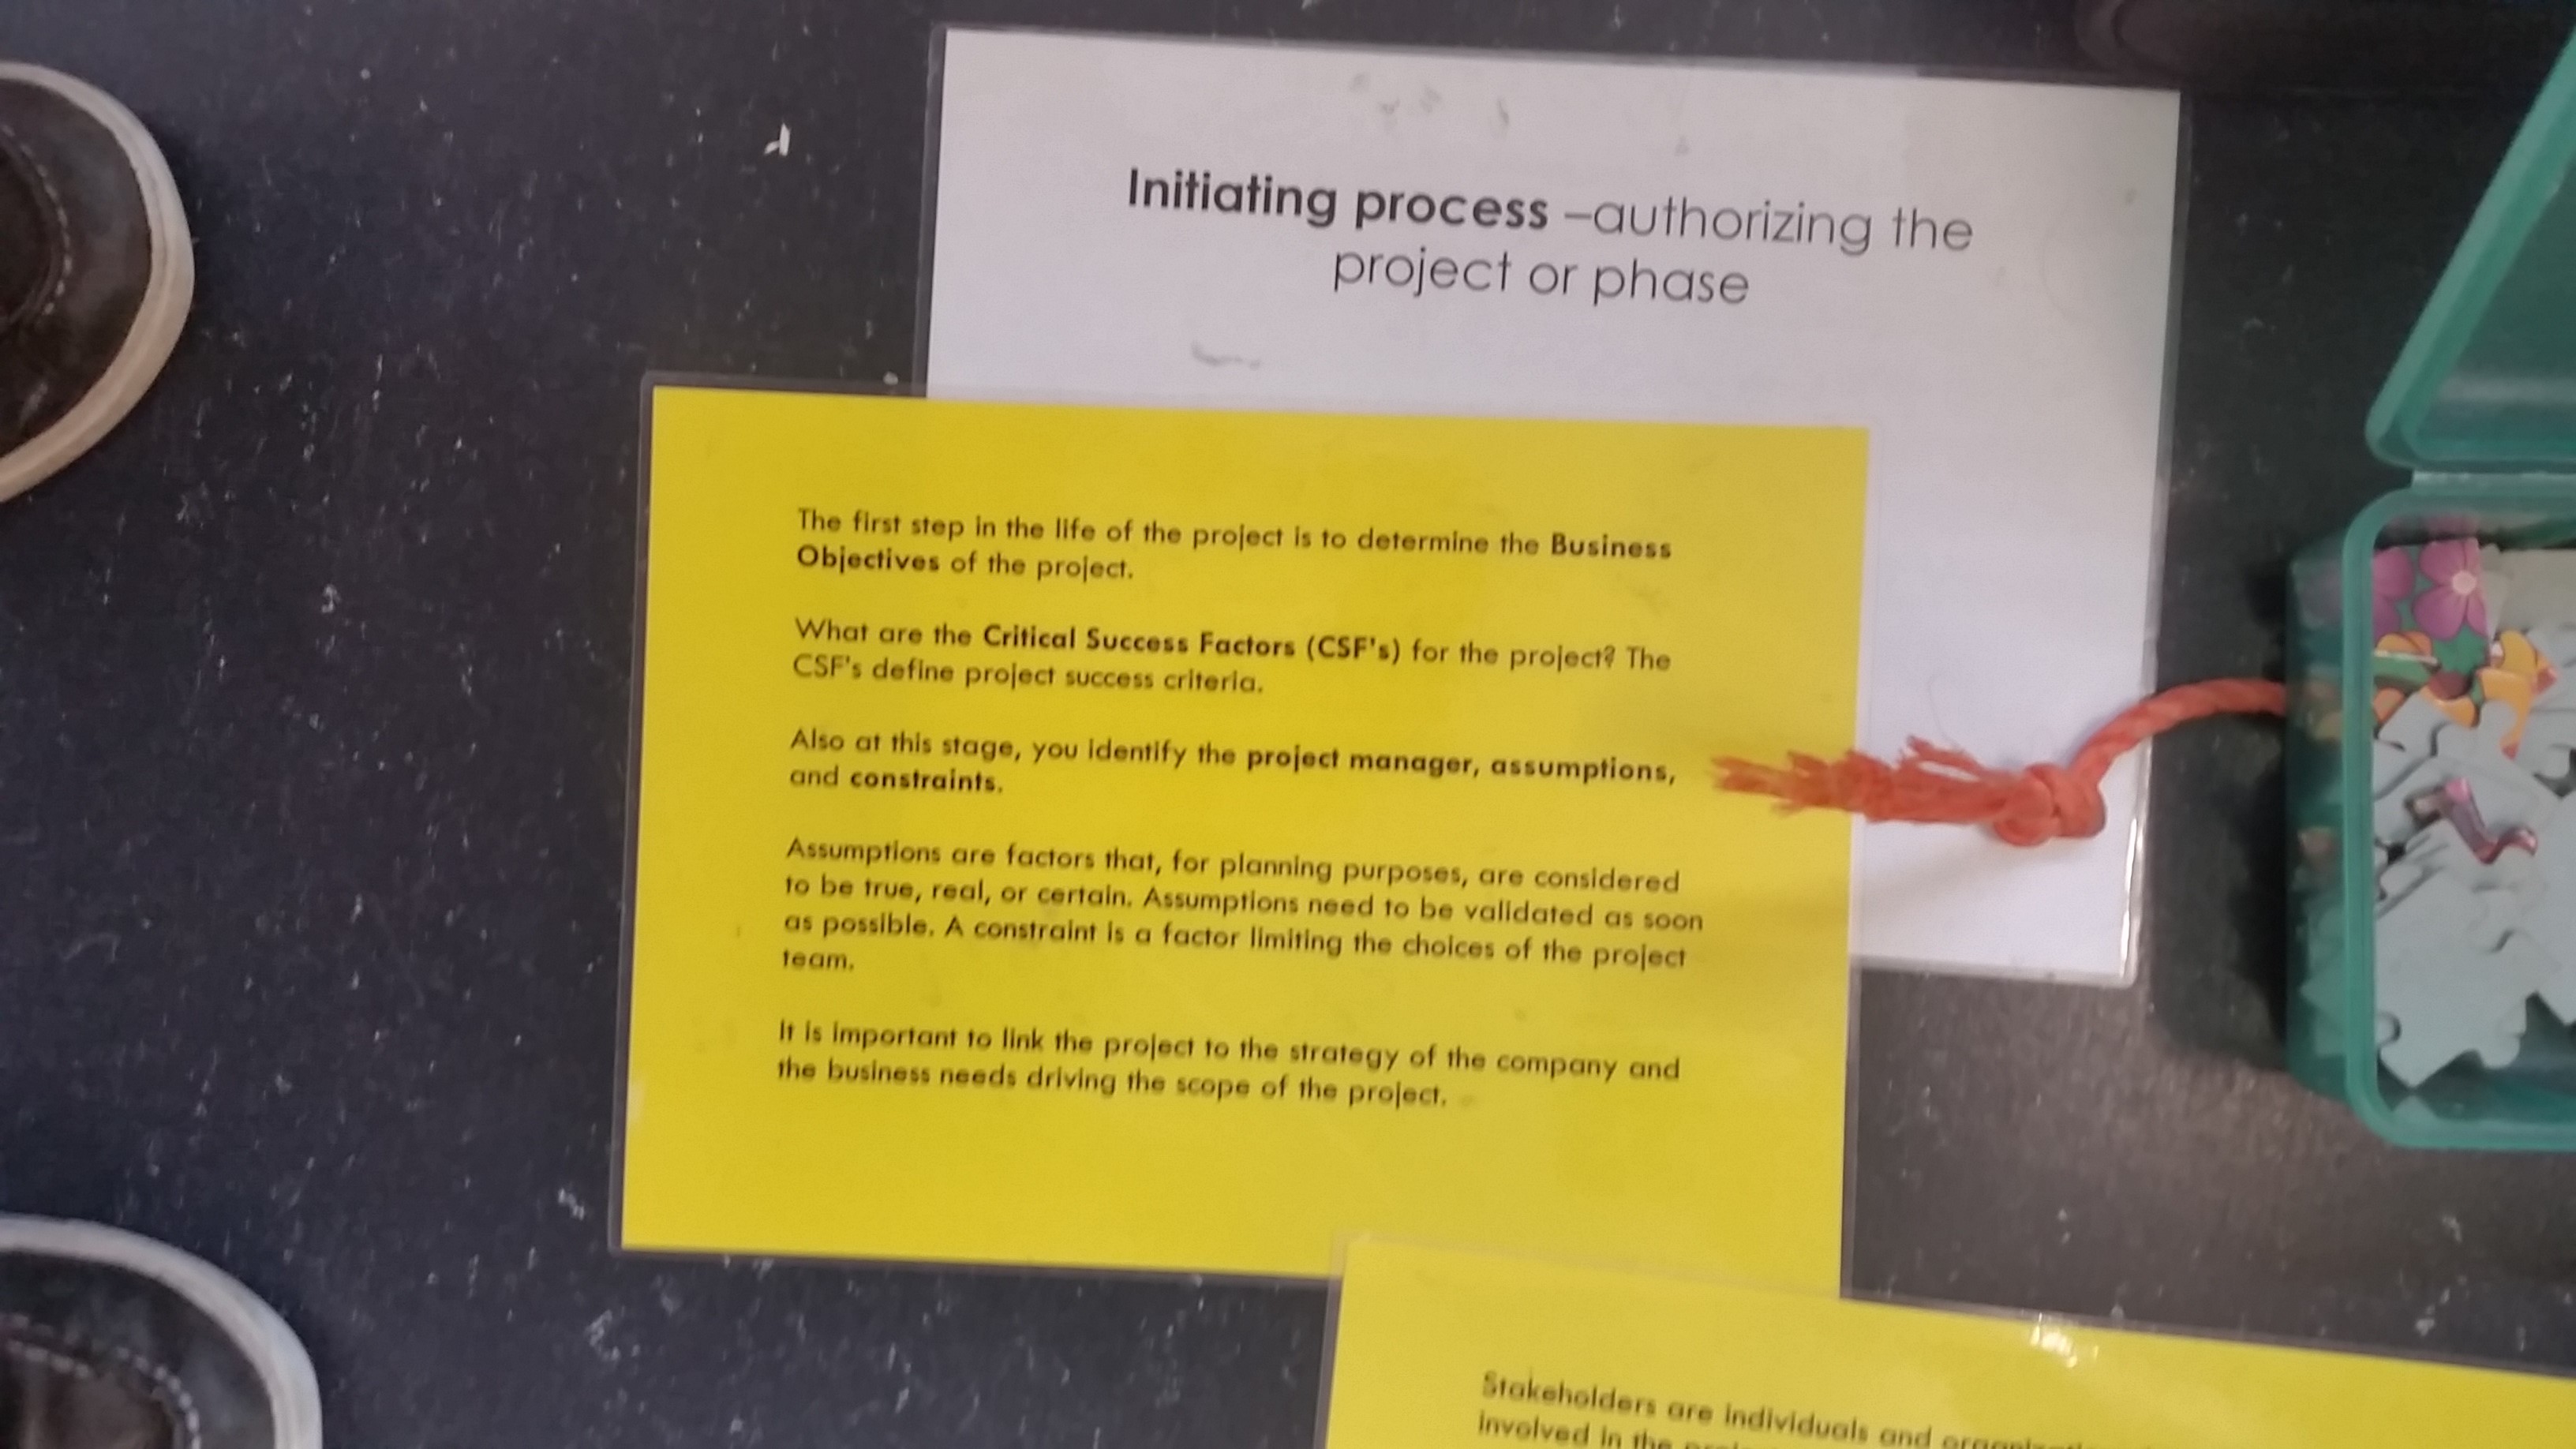 Initiating process –authorizing the
project or phase
The first step in the life of the project is to determine the Business
Objectives of the project.
What are the Critical Success Factors (CSF's) for the project? The
CSF's define project success criteria.
Also at this stage, you identify the project manager, assumptions,
and constraints.
Assumptions are factors that, for planning purposes, are considered
to be true, real, or certain. Assumptions need to be validated as soon
as possible. A constraint is a factor limiting the choices of the project
team.
It is important to link the project to the strategy of the company and
the business needs driving the scope of the project.
Stakeholders are individuals and
involved in the